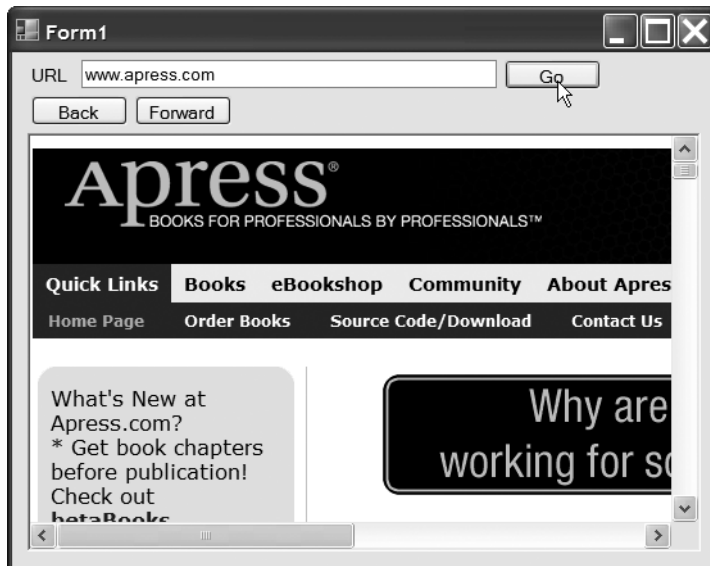 Form1
URL www.apress.com Go
Back Forward
Apress®
BOOKS FOR PROFESSIONALS BY PROFESSIONALS™
Quick Links Books eBookshop Community About Apres
Home Page Order Books Source Code/Download Contact Us
What's New at
Apress.com?
* Get book chapters
before publication!
Check out
betaBooks
Why are
working for so